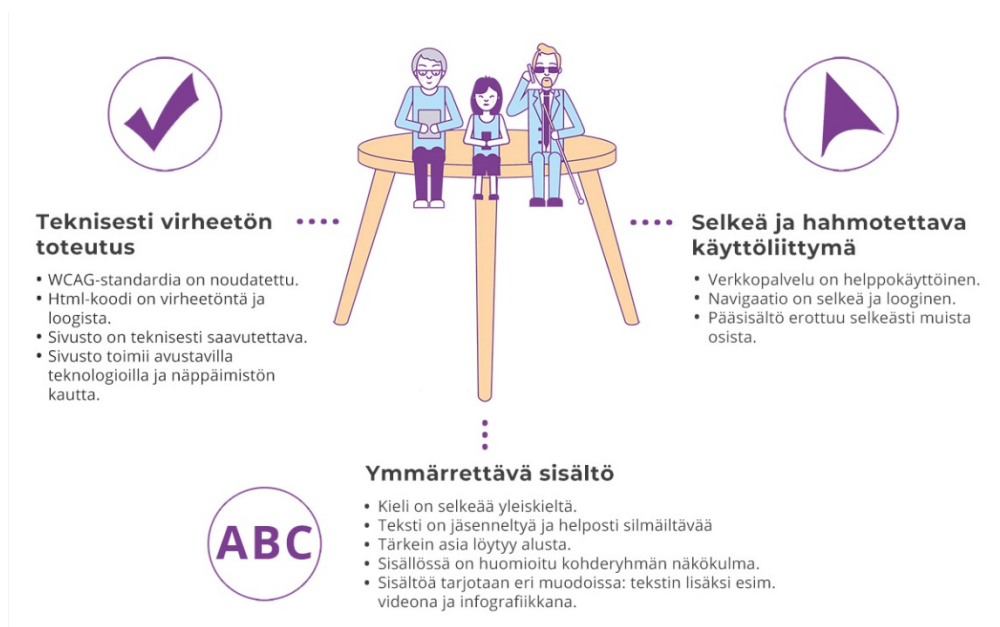 Teknisesti virheetön
toteutus
• WCAG-standardia on noudatettu.
• Html-koodi on virheetöntä ja
loogista.
• Sivusto on teknisesti saavutettava.
• Sivusto toimii avustavilla
teknologioilla ja näppäimistön
kautta.
Selkeä ja hahmotettava
käyttöliittymä
• Verkkopalvelu on helppokäyttöinen.
• Navigaatio on selkeä ja looginen.
• Pääsisältö erottuu selkeästi muista
osista.
ABC
Ymmärrettävä sisältö
• Kieli on selkeää yleiskieltä.
• Teksti on jäsenneltyä ja helposti silmäiltävää
• Tärkein asia löytyy alusta.
• Sisällössä on huomioitu kohderyhmän näkökulma.
• Sisältöä tarjotaan eri muodoissa: tekstin lisäksi esim.
videona ja infografiikkana.